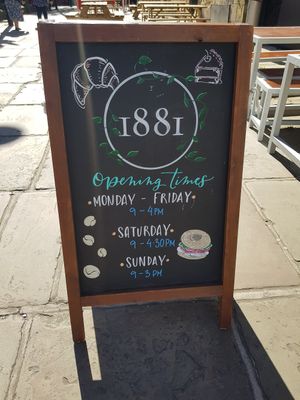 1881
Opening times
MONDAY - FRIDAY
9 - 4PM
SATURDAY
9 - 4·30PM
SUNDAY
9 - 3PM